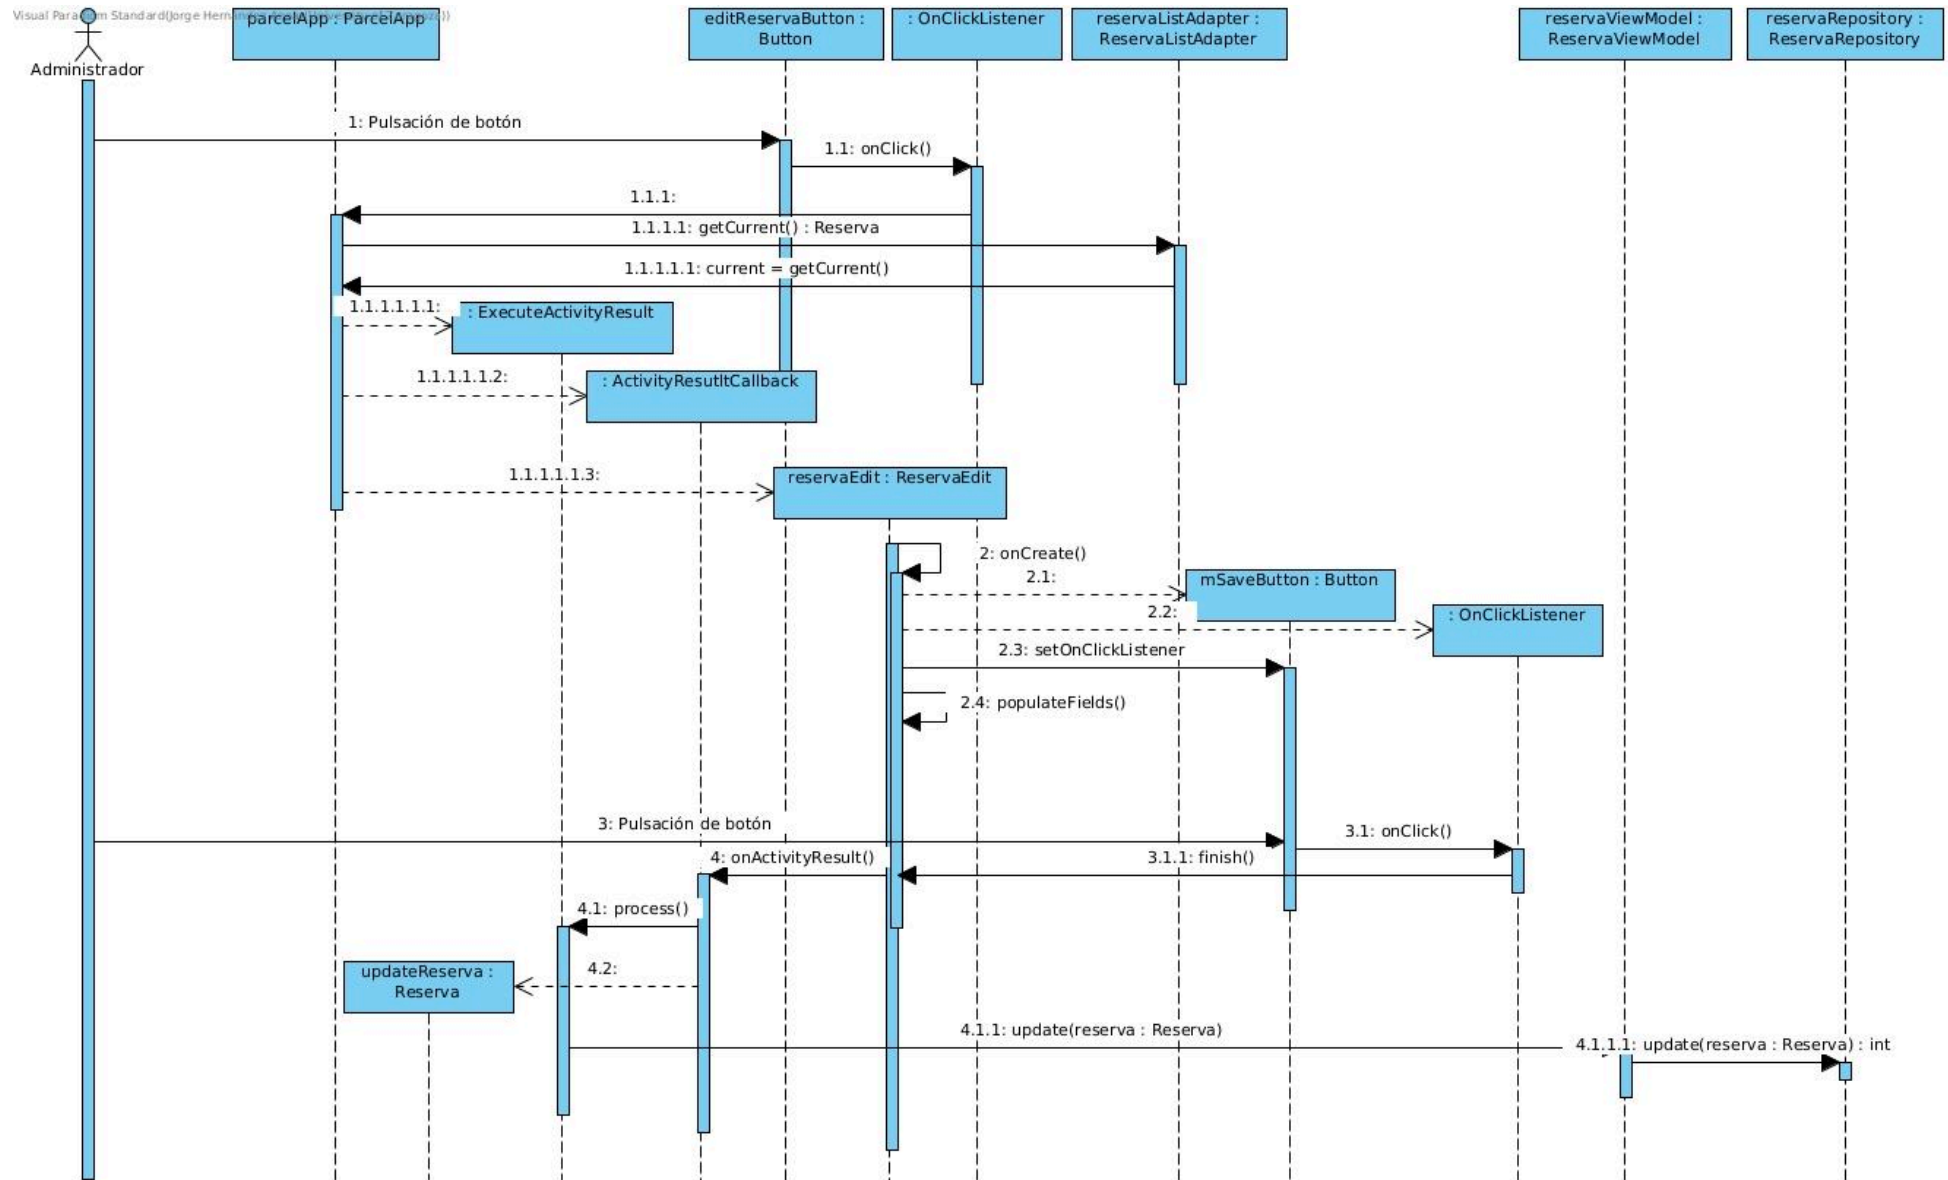 Visual Paradigm Standard(Jorge
parceApp : ParceApp
editReservaButton :
Button
: OnClickListener
reservaListAdapter :
ReservaListAdapter
reservaViewModel :
ReservaViewModel
reservaRepository :
ReservaRepository
Administrador
1: Pulsación de botón
1.1: onClick()
1.1.1:
1.1.1.1: getCurrent() : Reserva
1.1.1.1.1: current = getCurrent()
1.1.1.1.1.1:
: ExecuteActivityResult
1.1.1.1.1.2:
: ActivityResutltCallback
1.1.1.1.1.3:
reservaEdit : ReservaEdit
2: onCreate()
2.1:
mSaveButton : Button
2.2:
: OnClickListener
2.3: setOnClickListener
2.4: populateFields()
3: Pulsación de botón
3.1: onClick()
4: onActivityResult()
3.1.1: finish()
4.1: process()
updateReserva :
Reserva
4.2:
4.1.1: update(reserva : Reserva)
4.1.1.1: update(reserva : Reserva) : int